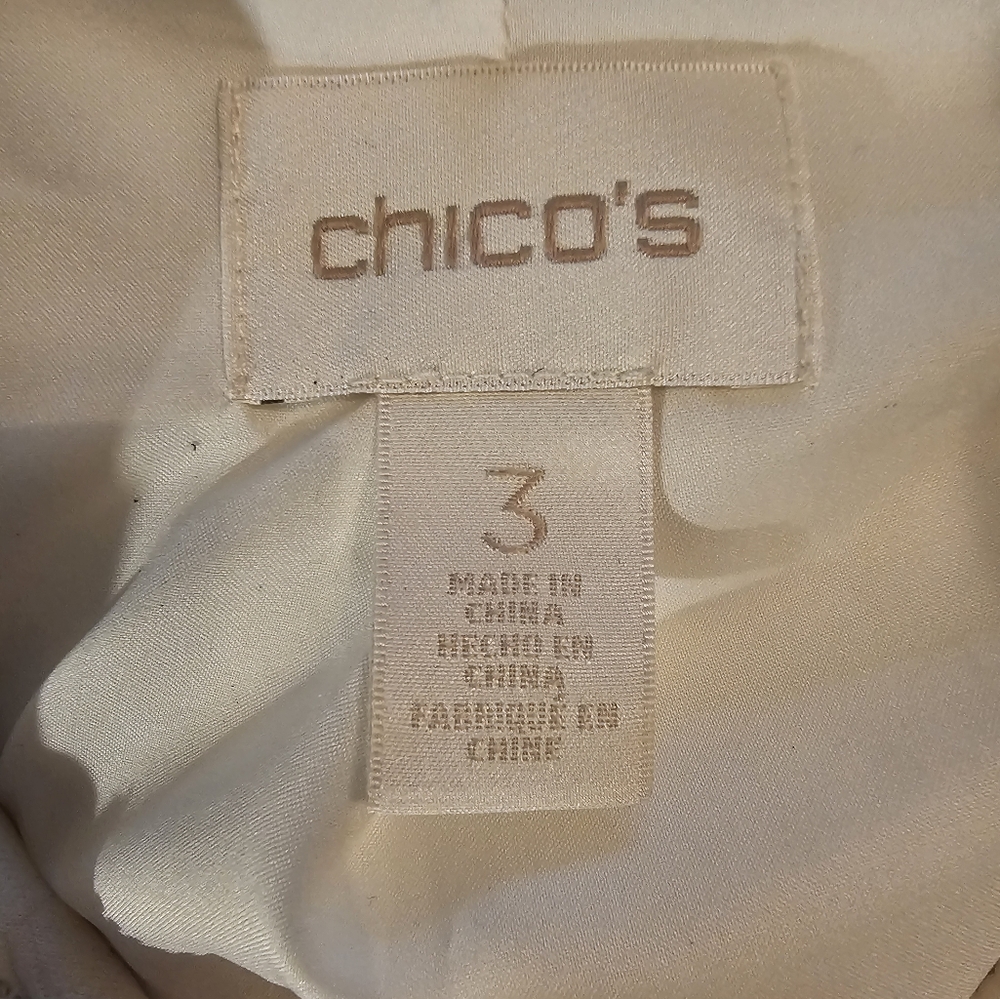 chico's
3
MADE IN
CHINA
HECHO EN
CHINA
FABRIQUÉ EN
CHINE